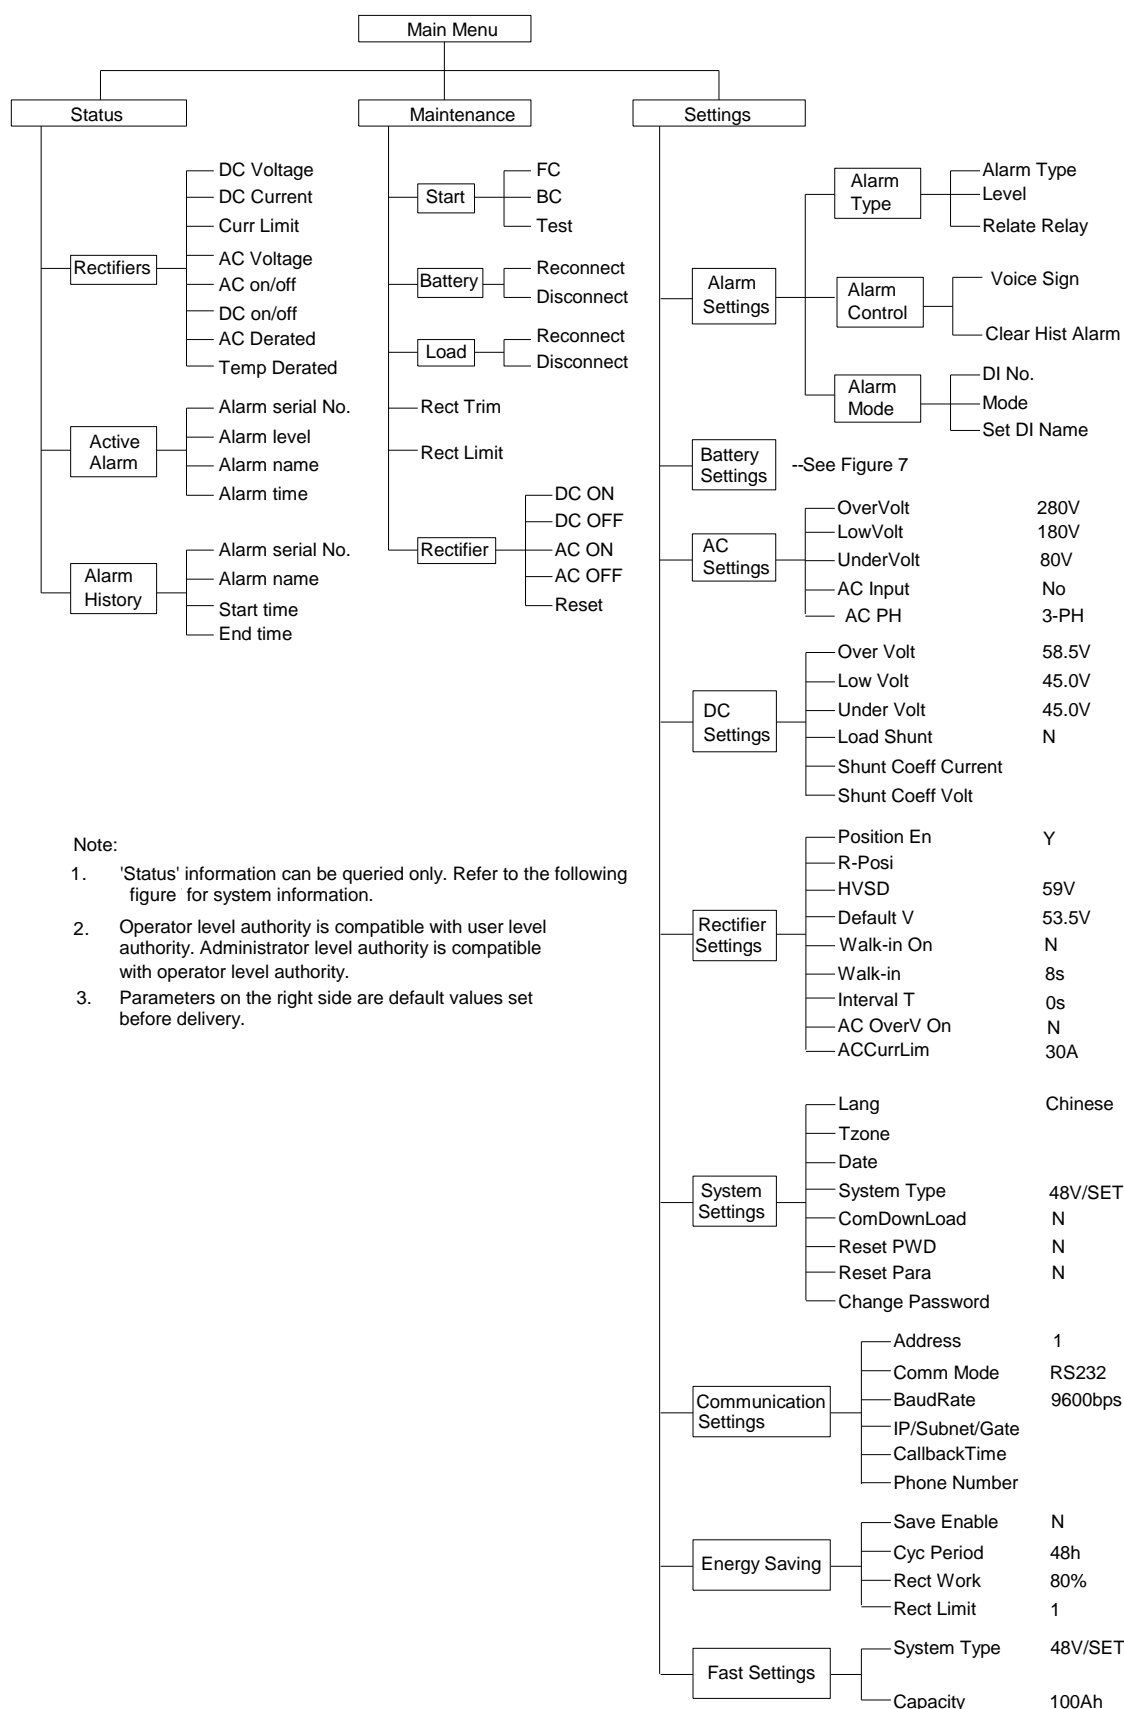 Main Menu
Status
Maintenance
Settings
Rectifiers
DC Voltage
DC Current
Curr Limit
AC Voltage
AC on/off
DC on/off
AC Derated
Temp Derated
Active
Alarm
Alarm serial No.
Alarm level
Alarm name
Alarm time
Alarm
History
Alarm serial No.
Alarm name
Start time
End time
Start
FC
BC
Test
Battery
Reconnect
Disconnect
Load
Reconnect
Disconnect
Rect Trim
Rect Limit
Rectifier
DC ON
DC OFF
AC ON
AC OFF
Reset
Alarm
Settings
Alarm
Type
Alarm Type
Level
Relate Relay
Alarm
Control
Voice Sign
Clear Hist Alarm
Alarm
Mode
DI No.
Mode
Set DI Name
Battery
Settings
--See Figure 7
AC
Settings
OverVolt 280V
LowVolt 180V
UnderVolt 80V
AC Input No
AC PH 3-PH
DC
Settings
Over Volt 58.5V
Low Volt 45.0V
Under Volt 45.0V
Load Shunt N
Shunt Coeff Current
Shunt Coeff Volt
Rectifier
Settings
Position En Y
R-Posi
HVSD 59V
Default V 53.5V
Walk-in On N
Walk-in 8s
Interval T 0s
AC OverV On N
ACCurrLim 30A
System
Settings
Lang Chinese
Tzone
Date
System Type 48V/SET
ComDownLoad N
Reset PWD N
Reset Para N
Change Password
Communication
Settings
Address 1
Comm Mode RS232
BaudRate 9600bps
IP/Subnet/Gate
CallbackTime
Phone Number
Energy Saving
Save Enable N
Cyc Period 48h
Rect Work 80%
Rect Limit 1
Fast Settings
System Type 48V/SET
Capacity 100Ah
Note:
1. 'Status' information can be queried only. Refer to the following
figure for system information.
2. Operator level authority is compatible with user level
authority. Administrator level authority is compatible
with operator level authority.
3. Parameters on the right side are default values set
before delivery.